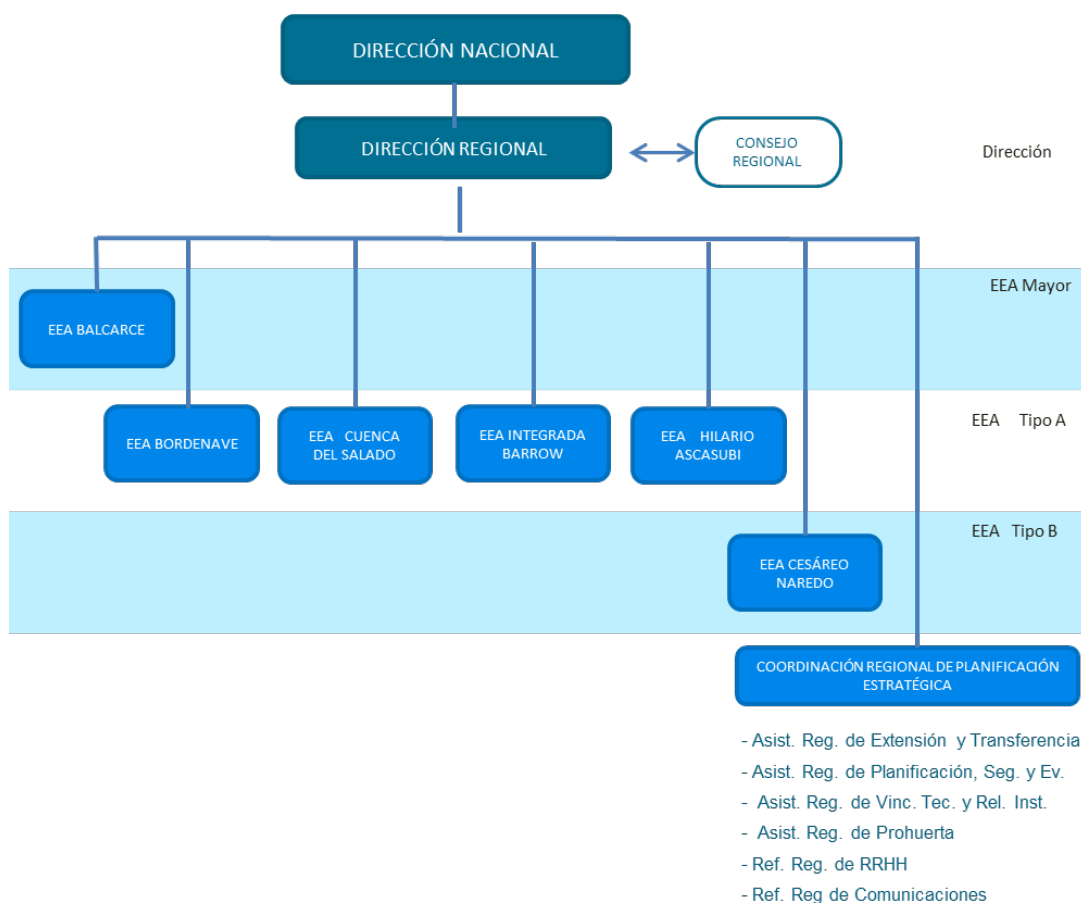 DIRECCIÓN NACIONAL
DIRECCIÓN REGIONAL
CONSEJO
REGIONAL
Dirección
EEA Mayor
EEA BALCARCE
EEA Tipo A
EEA BORDENAVE
EEA CUENCA
DEL SALADO
EEA INTEGRADA
BARROW
EEA HILARIO
ASCASUBI
EEA Tipo B
EEA CESÁREO
NAREDO
COORDINACIÓN REGIONAL DE PLANIFICACIÓN
ESTRATÉGICA
- Asist. Reg. de Extensión y Transferencia
- Asist. Reg. de Planificación, Seg. y Ev.
- Asist. Reg. de Vinc. Tec. y Rel. Inst.
- Asist. Reg. de Prohuerta
- Ref. Reg. de RRHH
- Ref. Reg de Comunicaciones